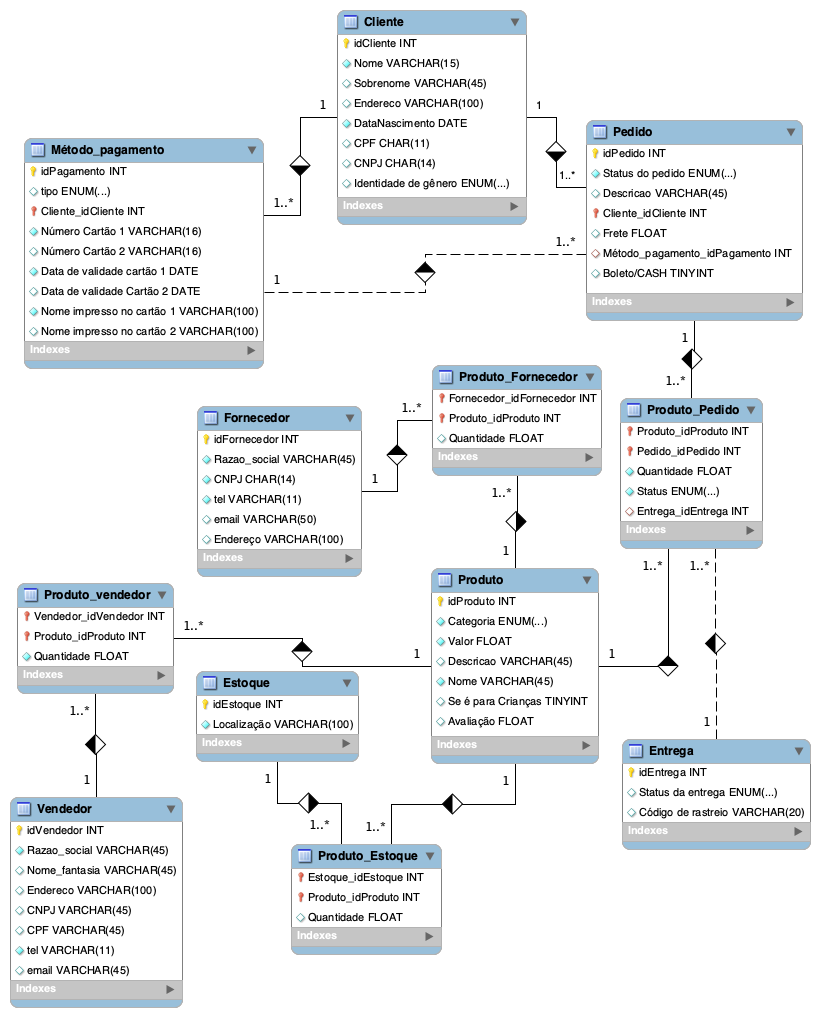 Cliente
idCliente INT
Nome VARCHAR(15)
Sobrenome VARCHAR(45)
Endereco VARCHAR(100)
DataNascimento DATE
CPF CHAR(11)
CNPJ CHAR(14)
Identidade de gênero ENUM(...)
Indexes
1
1..*
1
1..*
Método_pagamento
idPagamento INT
tipo ENUM(...)
Cliente_idCliente INT
Número Cartão 1 VARCHAR(16)
Número Cartão 2 VARCHAR(16)
Data de validade cartão 1 DATE
Data de validade Cartão 2 DATE
Nome impresso no cartão 1 VARCHAR(100)
Nome impresso no cartão 2 VARCHAR(100)
Indexes
1
1..*
Pedido
idPedido INT
Status do pedido ENUM(...)
Descricao VARCHAR(45)
Cliente_idCliente INT
Frete FLOAT
Método_pagamento_idPagamento INT
Boleto/CASH TINYINT
Indexes
1
1..*
Produto_Fornecedor
Fornecedor_idFornecedor INT
Produto_idProduto INT
Quantidade FLOAT
Indexes
1..*
1
1..*
1
Fornecedor
idFornecedor INT
Razao_social VARCHAR(45)
CNPJ CHAR(14)
tel VARCHAR(11)
email VARCHAR(50)
Endereço VARCHAR(100)
Indexes
Produto_Pedido
Produto_idProduto INT
Pedido_idPedido INT
Quantidade FLOAT
Status ENUM(...)
Entrega_idEntrega INT
Indexes
1..*
1..*
1
1
Produto
idProduto INT
Categoria ENUM(...)
Valor FLOAT
Descricao VARCHAR(45)
Nome VARCHAR(45)
Se é para Crianças TINYINT
Avaliação FLOAT
Indexes
Produto_vendedor
Vendedor_idVendedor INT
Produto_idProduto INT
Quantidade FLOAT
Indexes
1..*
1
1..*
1
Estoque
idEstoque INT
Localização VARCHAR(100)
Indexes
1
1..*
1
1..*
Entrega
idEntrega INT
Status da entrega ENUM(...)
Código de rastreio VARCHAR(20)
Indexes
Vendedor
idVendedor INT
Razao_social VARCHAR(45)
Nome_fantasia VARCHAR(45)
Endereco VARCHAR(100)
CNPJ VARCHAR(45)
CPF VARCHAR(45)
tel VARCHAR(11)
email VARCHAR(45)
Indexes
Produto_Estoque
Estoque_idEstoque INT
Produto_idProduto INT
Quantidade FLOAT
Indexes